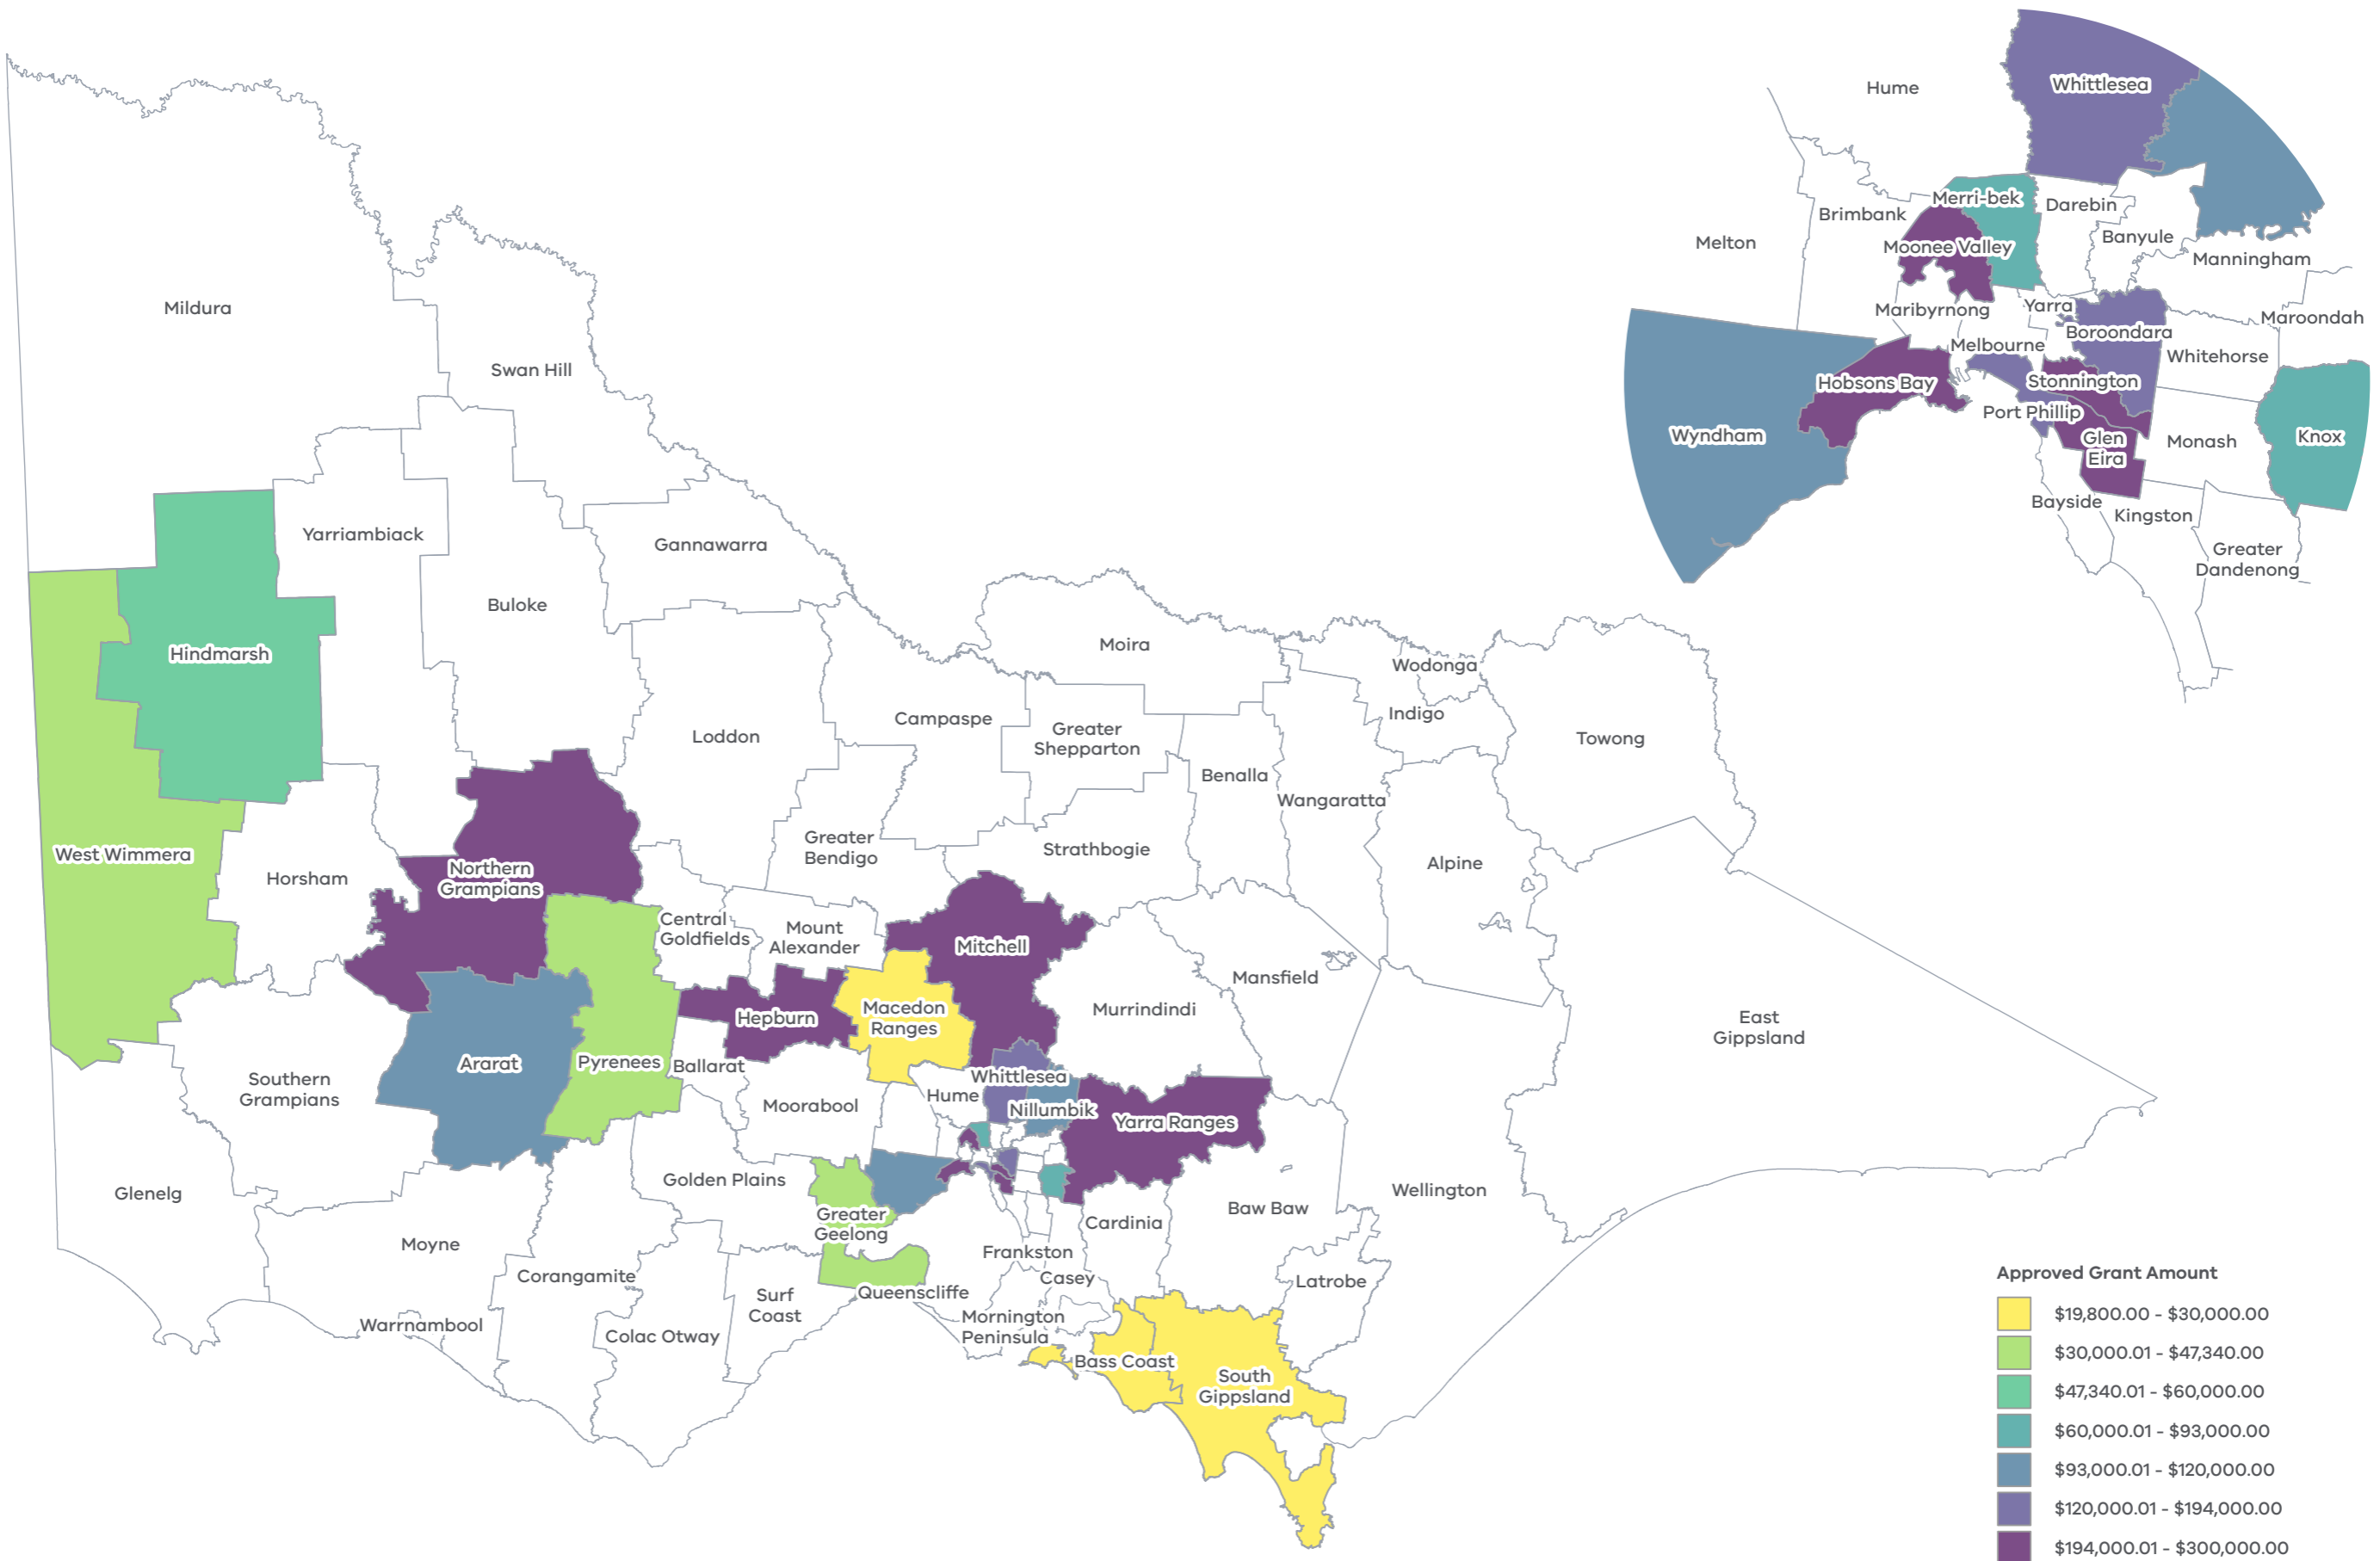 Mildura
Swan Hill
Yarriambiack
Gannawarra
Buloke
Hindmarsh
Loddon
Campaspe
Moira
Greater
Shepparton
Wodonga
Indigo
Towong
Benalla
Wangaratta
West Wimmera
Horsham
Northern
Grampians
Greater
Bendigo
Strathbogie
Alpine
Central
Goldfields
Mount
Alexander
Mitchell
Mansfield
Murrindindi
East
Gippsland
Hepburn
Macedon
Ranges
Ararat
Pyrenees
Ballarat
Southern
Grampians
Moorabool
Hume
Whittlesea
Nillumbik
Yarra Ranges
Glenelg
Golden Plains
Greater
Geelong
Cardinia
Baw Baw
Wellington
Moyne
Corangamite
Frankston
Casey
Latrobe
Queenscliffe
Surf
Coast
Warrnambool
Colac Otway
Mornington
Peninsula
Bass Coast
South
Gippsland
Hume
Whittlesea
Melton
Brimbank
Merri-bek
Darebin
Moonee Valley
Banyule
Manningham
Maribyrnong
Yarra
Maroondah
Boroondara
Melbourne
Whitehorse
Hobsons Bay
Stonnington
Port Phillip
Wyndham
Glen
Eira
Monash
Knox
Bayside
Kingston
Greater
Dandenong
Approved Grant Amount
$19,800.00 - $30,000.00
$30,000.01 - $47,340.00
$47,340.01 - $60,000.00
$60,000.01 - $93,000.00
$93,000.01 - $120,000.00
$120,000.01 - $194,000.00
$194,000.01 - $300,000.00